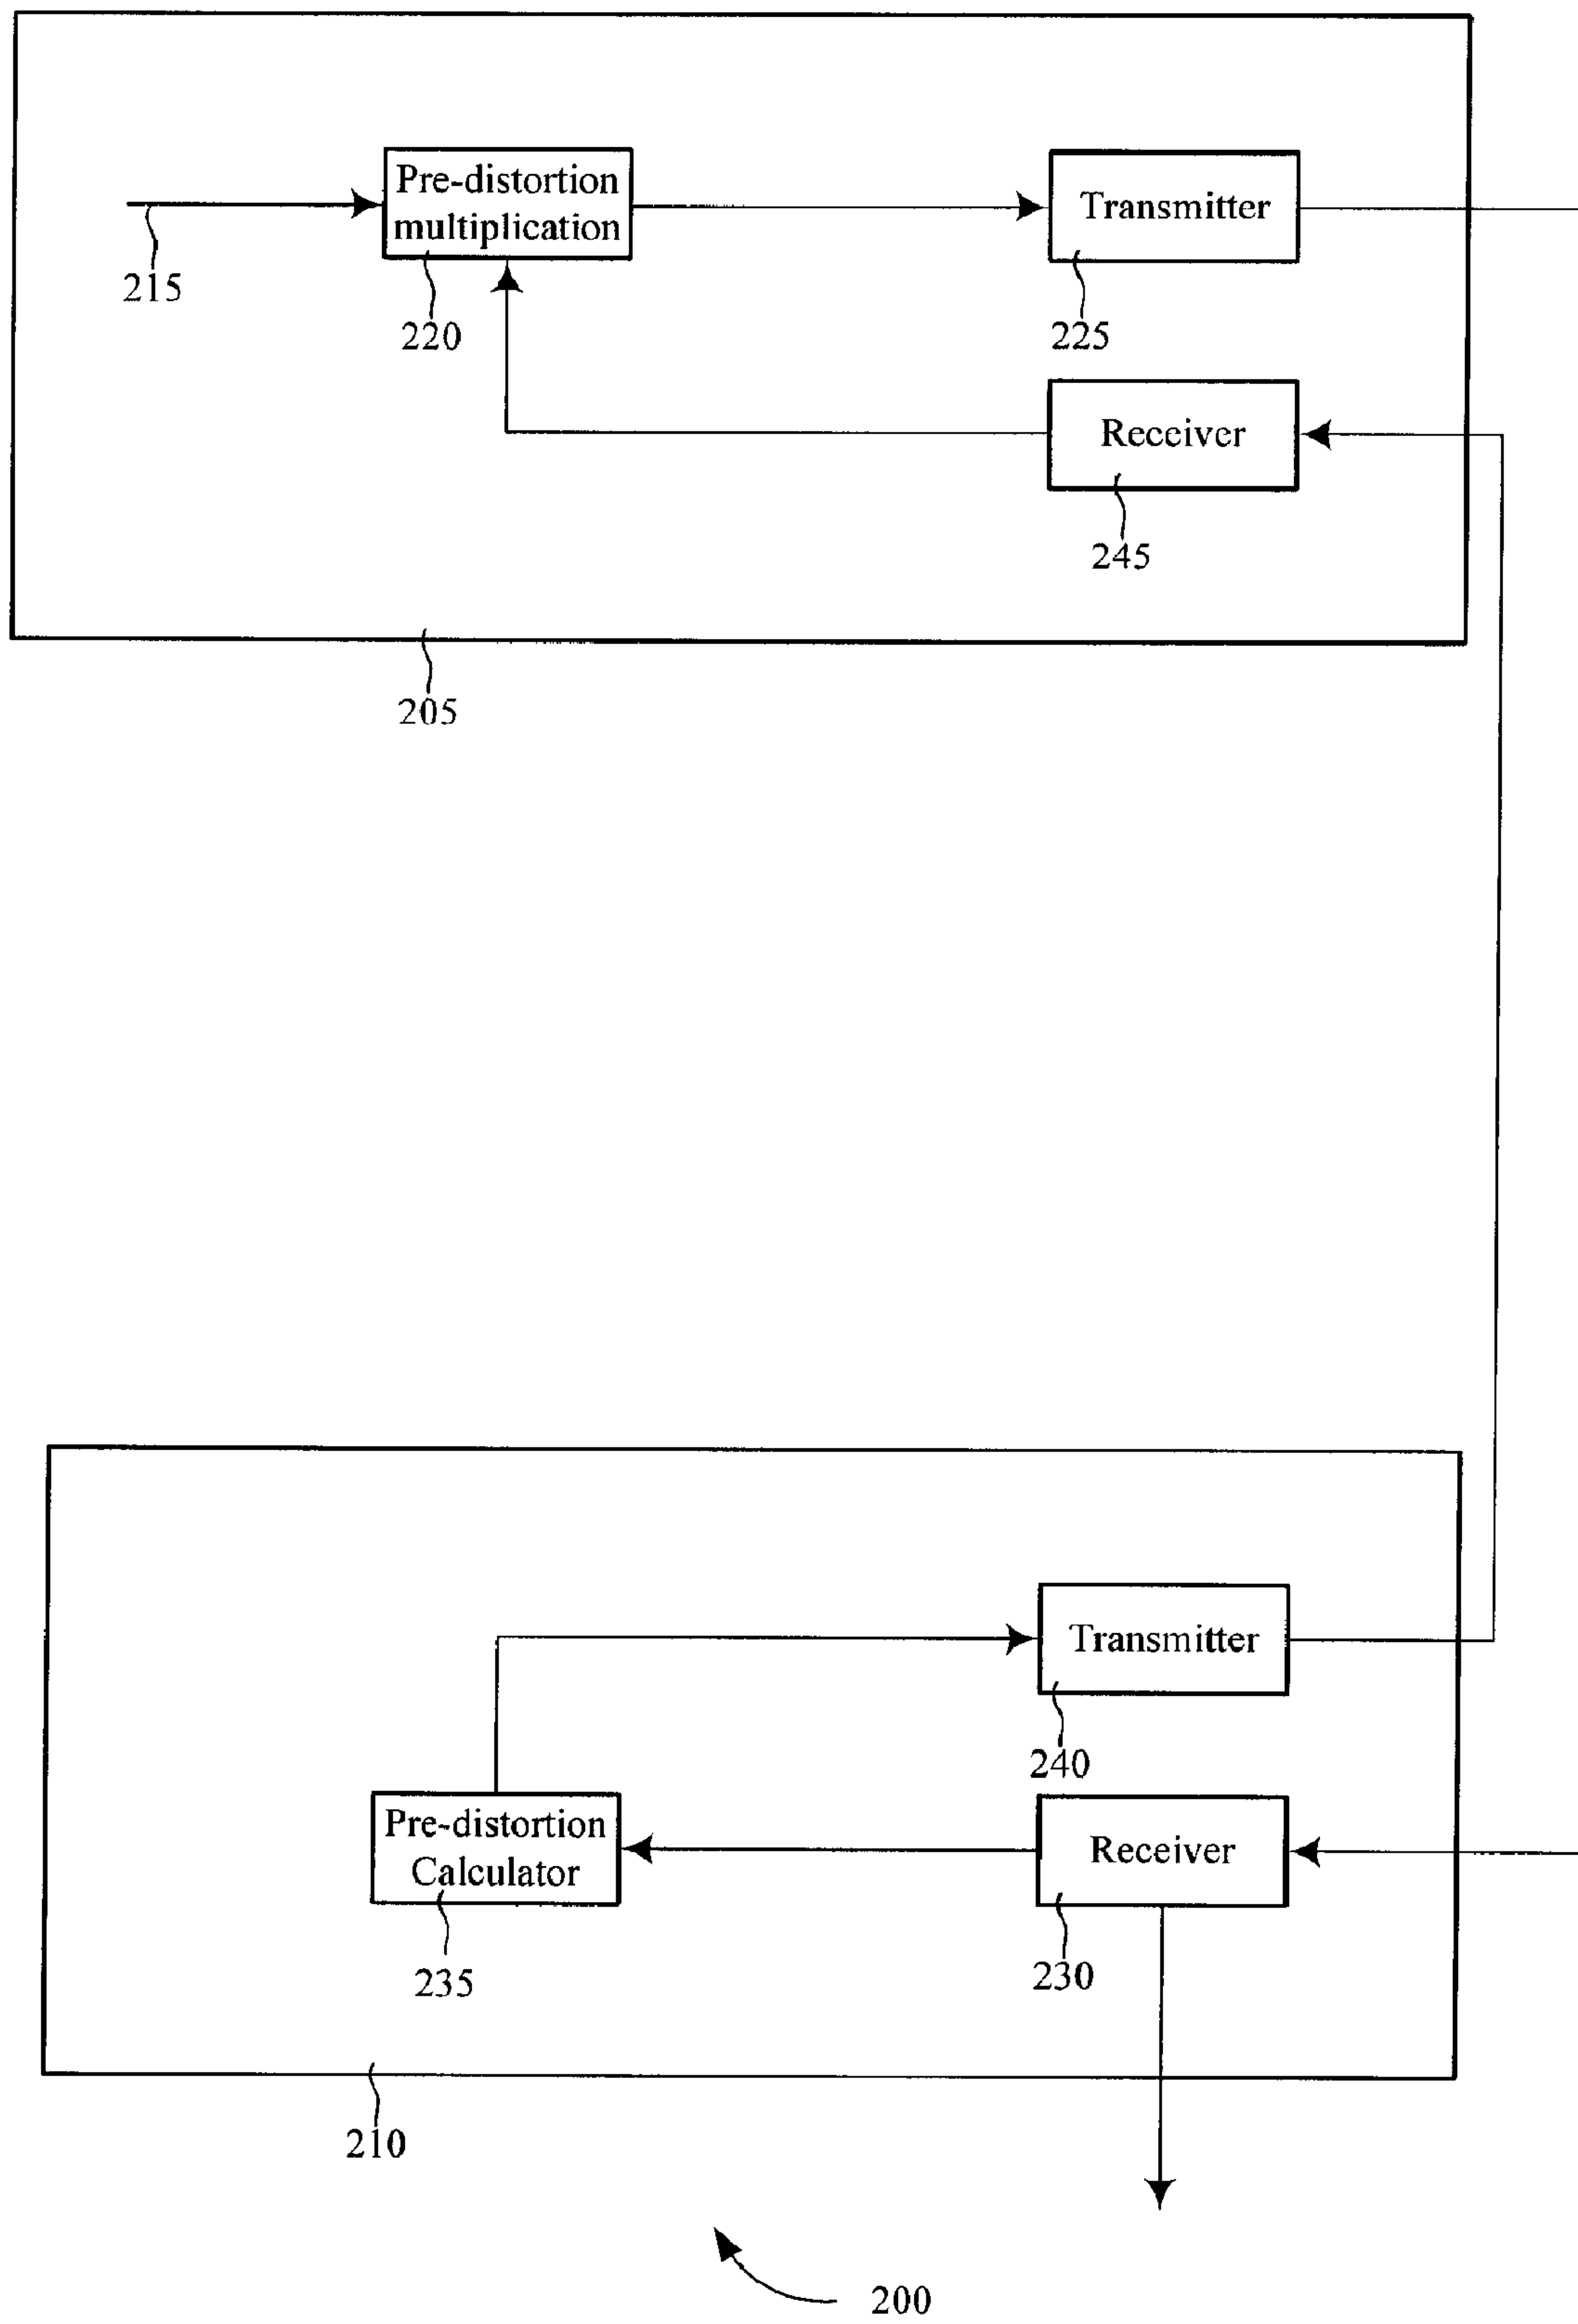 Pre-distortion
multiplication
Transmitter
215
220
225
Receiver
245
205
Transmitter
240
Pre-distortion
Calculator
Receiver
235
230
210
200